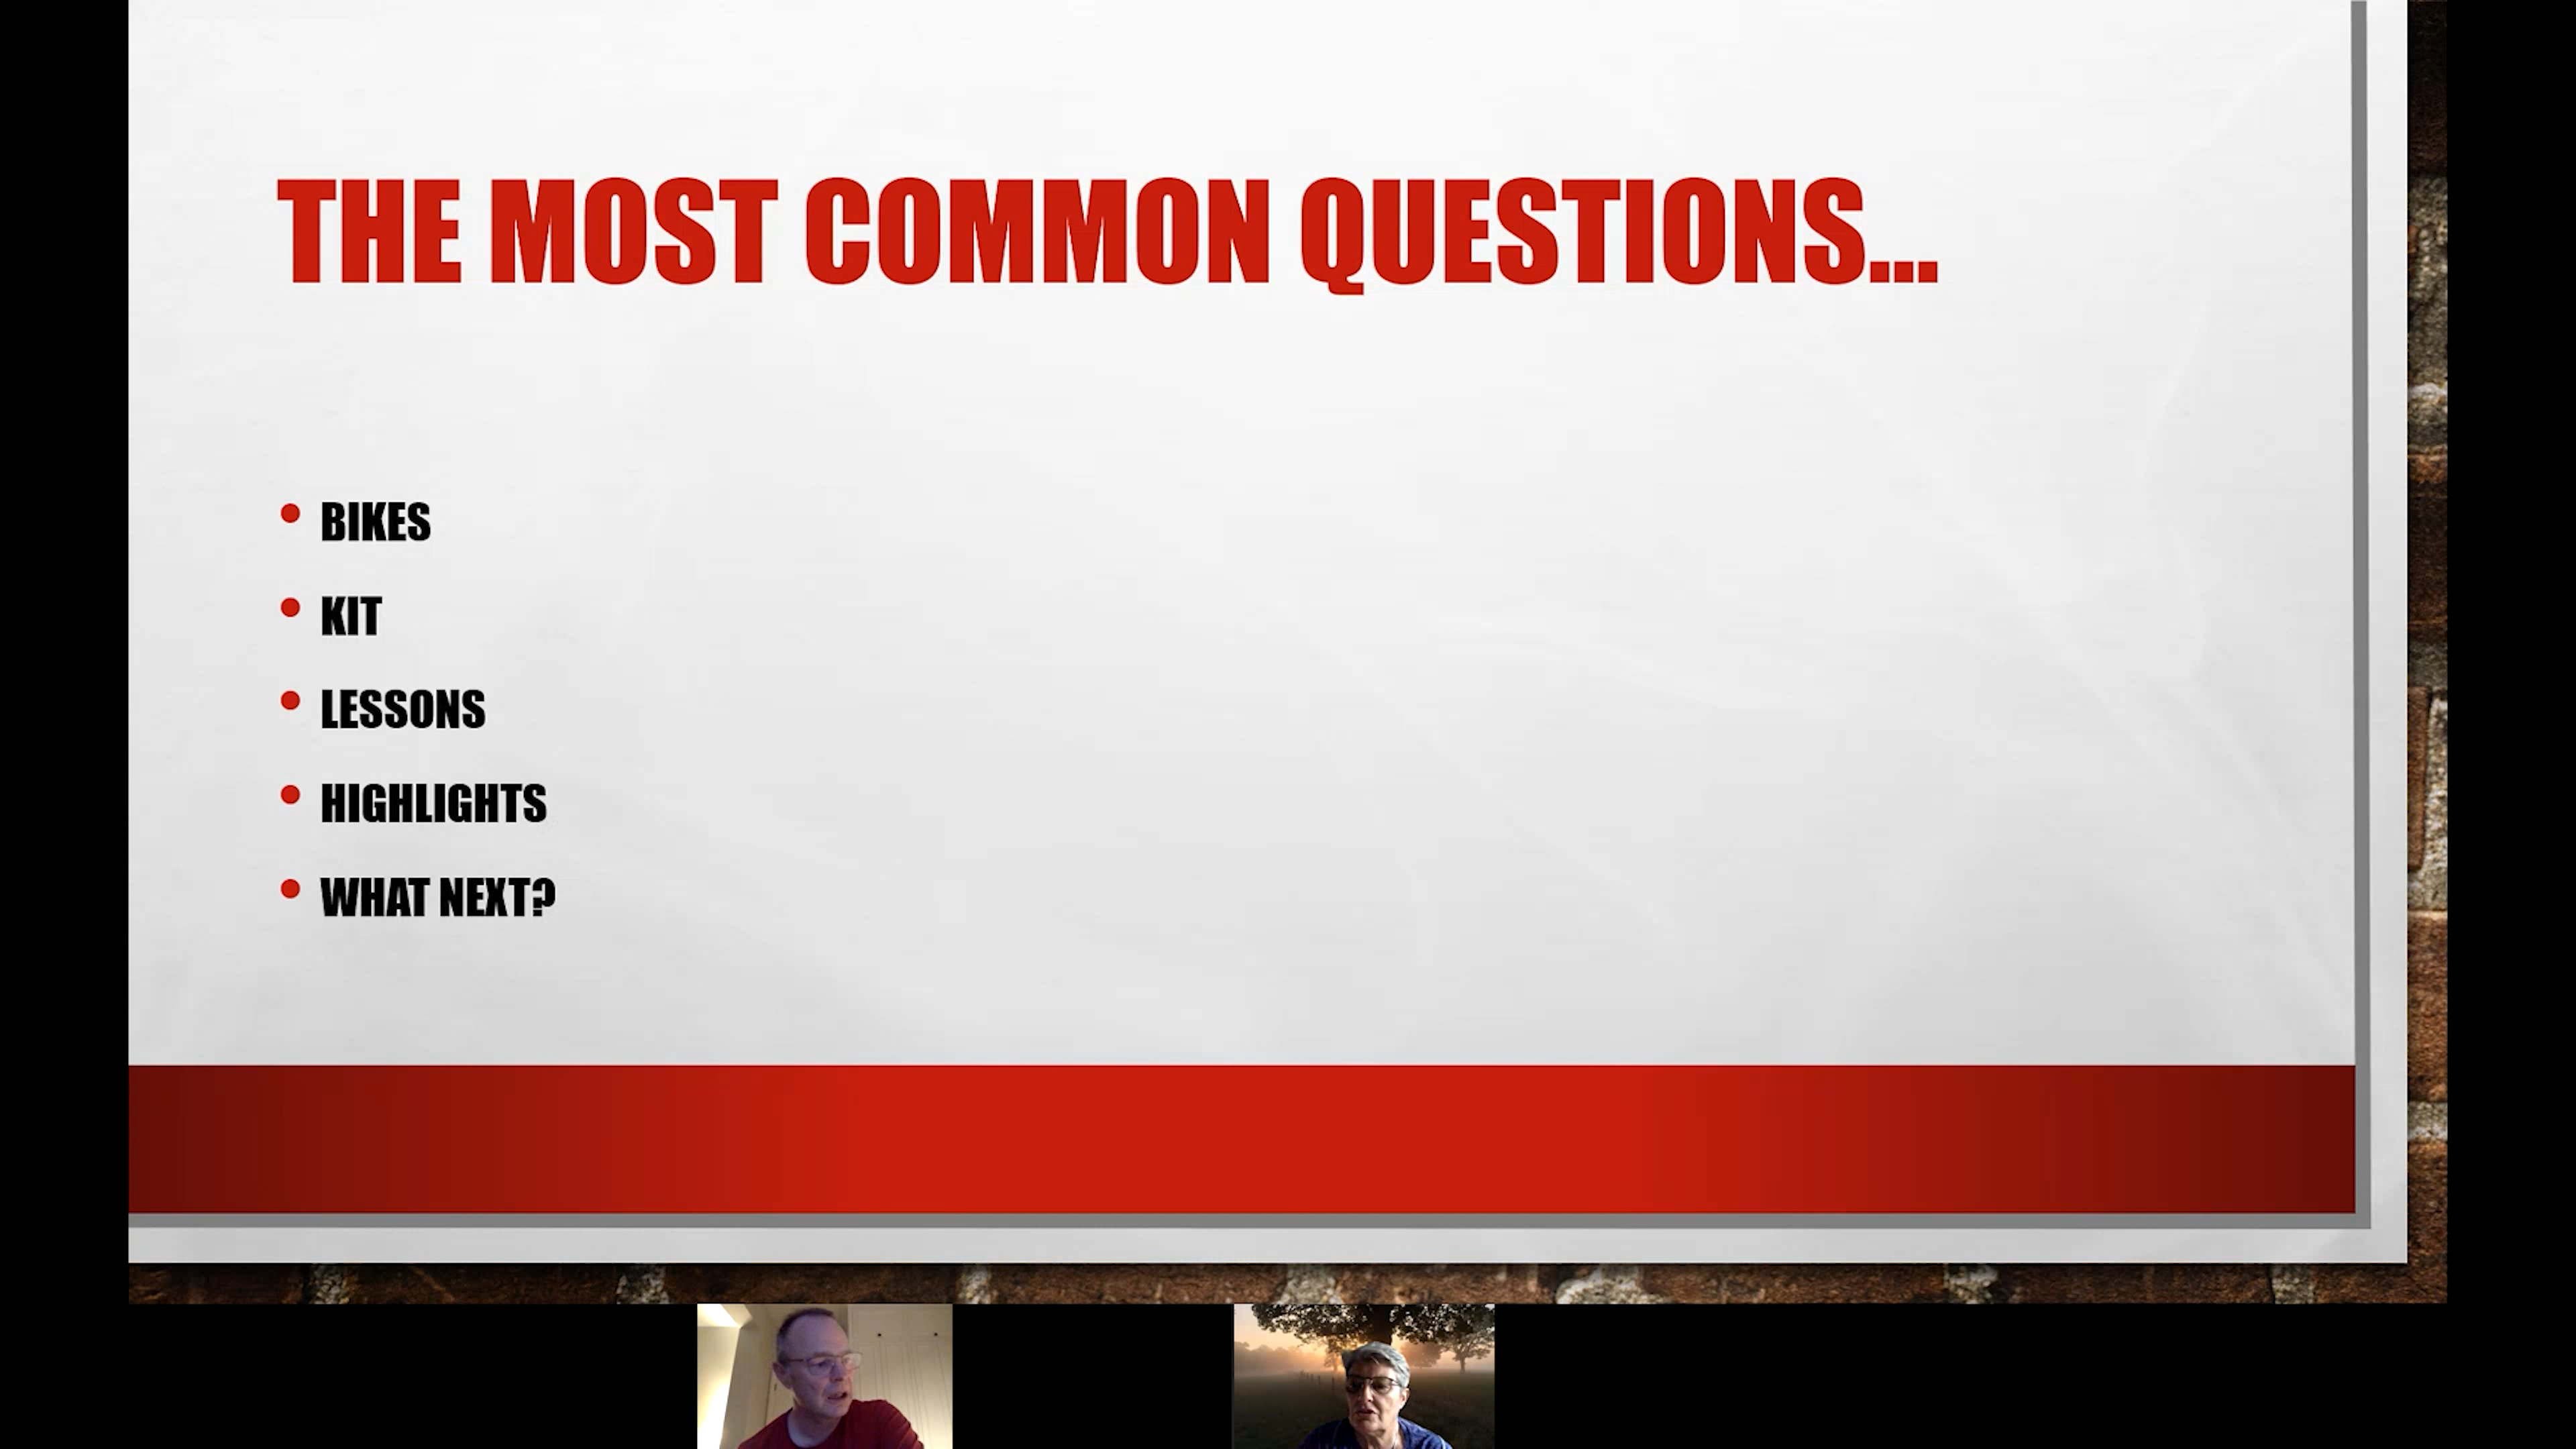 THE MOST COMMON QUESTIONS...
• BIKES
• KIT
• LESSONS
• HIGHLIGHTS
• WHAT NEXT?